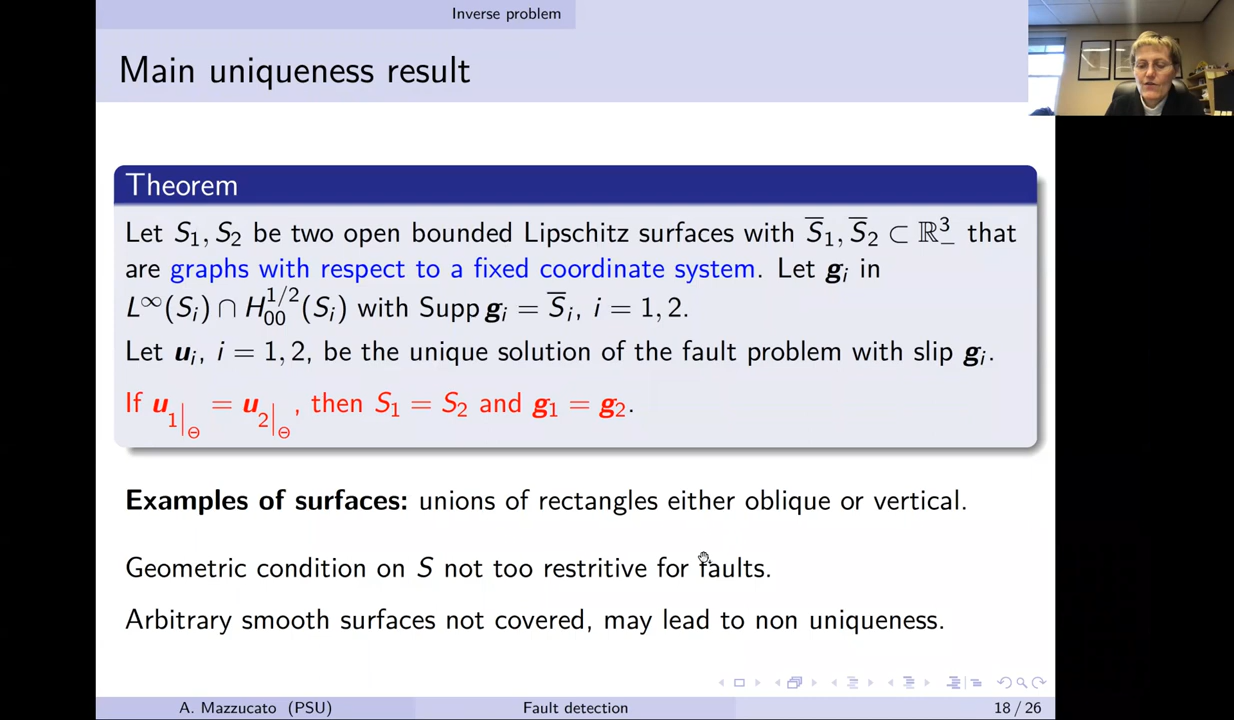 Inverse problem
Main uniqueness result
Theorem
Let S₁, S₂ be two open bounded Lipschitz surfaces with S̅₁, S̅₂ ⊂ ℝ³₋ that
are graphs with respect to a fixed coordinate system. Let gᵢ in
L^∞(Sᵢ) ∩ H₀₀^{1/2}(Sᵢ) with Supp gᵢ = S̅ᵢ, i = 1, 2.
Let uᵢ, i = 1, 2, be the unique solution of the fault problem with slip gᵢ.
If u₁|_Θ = u₂|_Θ, then S₁ = S₂ and g₁ = g₂.
Examples of surfaces: unions of rectangles either oblique or vertical.
Geometric condition on S not too restritive for faults.
Arbitrary smooth surfaces not covered, may lead to non uniqueness.
A. Mazzucato (PSU) Fault detection 18 / 26